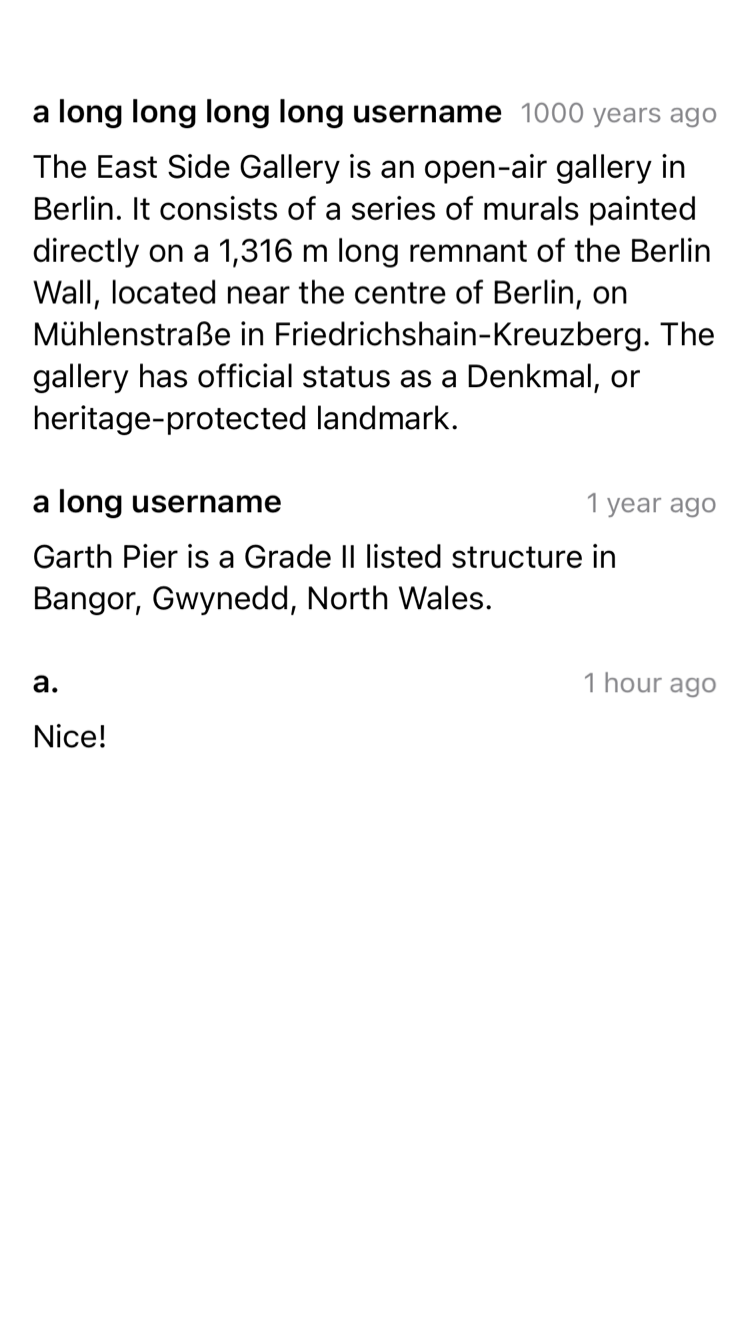 a long long long long username 1000 years ago
The East Side Gallery is an open-air gallery in
Berlin. It consists of a series of murals painted
directly on a 1,316 m long remnant of the Berlin
Wall, located near the centre of Berlin, on
Mühlenstraße in Friedrichshain-Kreuzberg. The
gallery has official status as a Denkmal, or
heritage-protected landmark.
a long username 1 year ago
Garth Pier is a Grade II listed structure in
Bangor, Gwynedd, North Wales.
a. 1 hour ago
Nice!